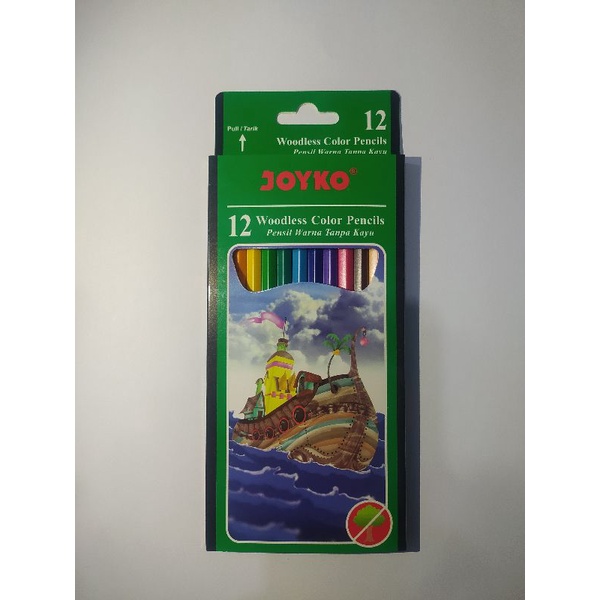 12
Pull / Tarik
Woodless Color Pencils
Pensil Warna Tanpa Kayu
JOYKO®
12 Woodless Color Pencils
Pensil Warna Tanpa Kayu